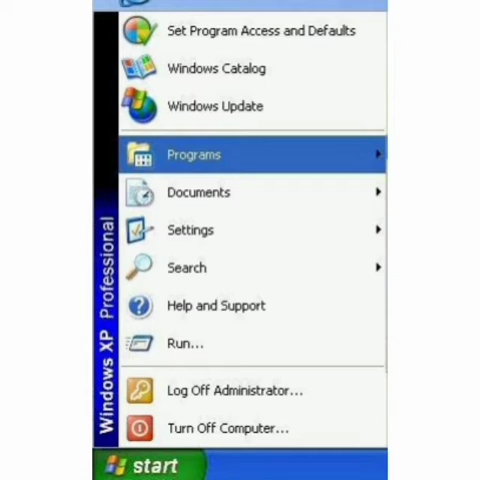 Set Program Access and Defaults
Windows Catalog
Windows Update
Programs
Documents
Settings
Search
Help and Support
Run...
Log Off Administrator...
Turn Off Computer...
Windows XP Professional
start